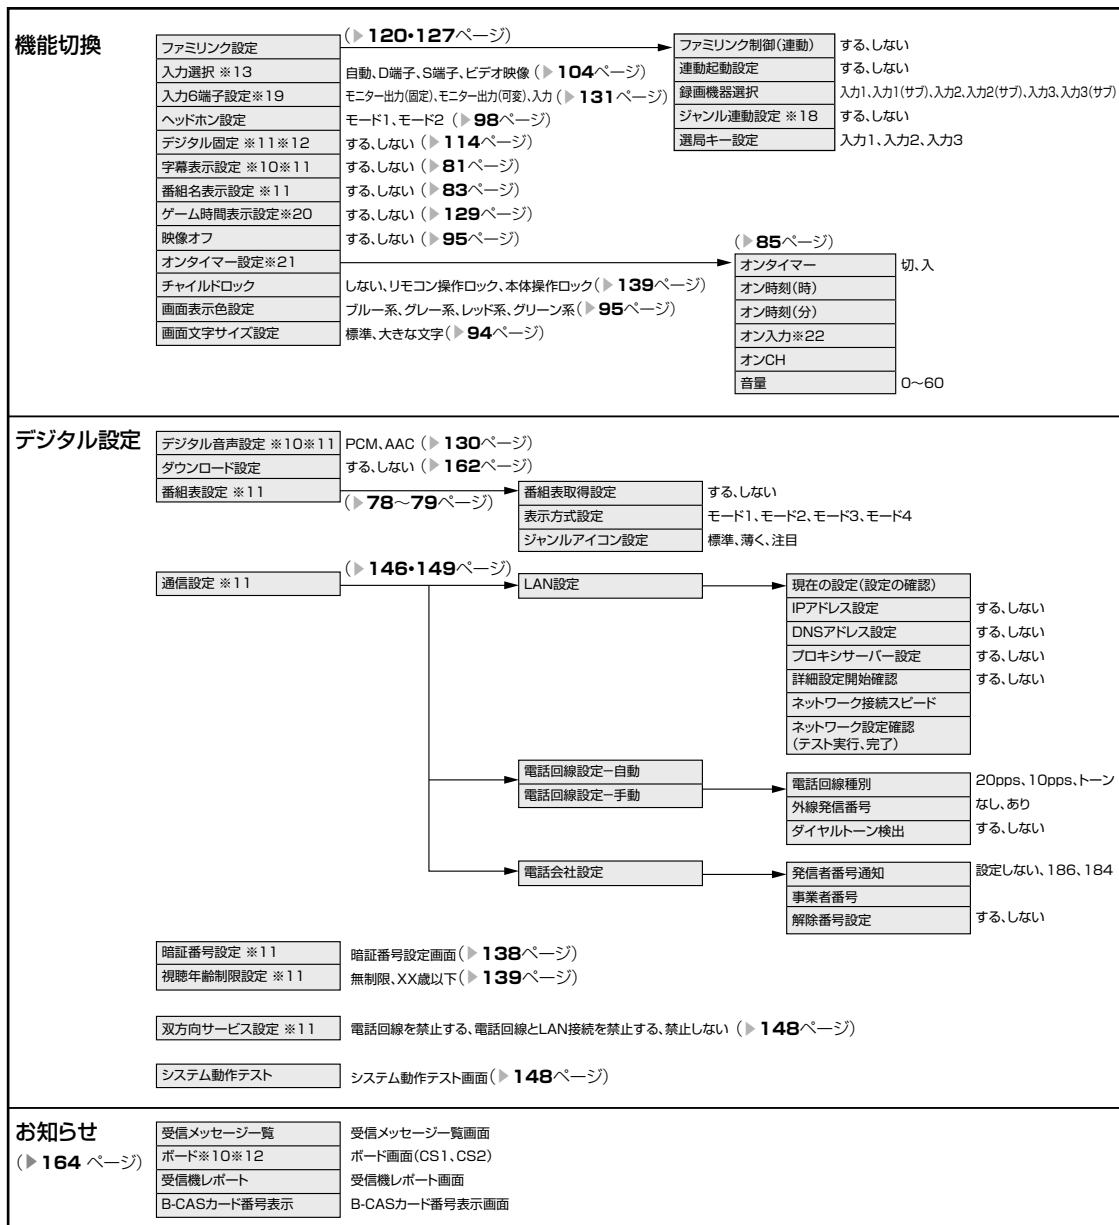 機能切換
ファミリンク設定 (▶120・127ページ)
ファミリンク制御(連動) する、しない
連動起動設定 する、しない
録画機器選択 入力1、入力1(サブ)、入力2、入力2(サブ)、入力3、入力3(サブ)
ジャンル連動設定 ※18 する、しない
選局キー設定 入力1、入力2、入力3
入力選択 ※13 自動、D端子、S端子、ビデオ映像 (▶104ページ)
入力6端子設定※19 モニター出力(固定)、モニター出力(可変)、入力 (▶131ページ)
ヘッドホン設定 モード1、モード2 (▶98ページ)
デジタル固定 ※11※12 する、しない (▶114ページ)
字幕表示設定 ※10※11 する、しない (▶81ページ)
番組名表示設定 ※11 する、しない (▶83ページ)
ゲーム時間表示設定※20 する、しない (▶129ページ)
映像オフ する、しない (▶95ページ)
オンタイマー設定※21 (▶85ページ)
オンタイマー 切、入
オン時刻(時)
オン時刻(分)
オン入力※22
オンCH
音量 0〜60
チャイルドロック しない、リモコン操作ロック、本体操作ロック(▶139ページ)
画面表示色設定 ブルー系、グレー系、レッド系、グリーン系(▶95ページ)
画面文字サイズ設定 標準、大きな文字(▶94ページ)
デジタル設定
デジタル音声設定 ※10※11 PCM、AAC (▶130ページ)
ダウンロード設定 する、しない (▶162ページ)
番組表設定 ※11 (▶78〜79ページ)
番組表取得設定 する、しない
表示方式設定 モード1、モード2、モード3、モード4
ジャンルアイコン設定 標準、薄く、注目
通信設定 ※11 (▶146・149ページ)
LAN設定
現在の設定(設定の確認)
IPアドレス設定 する、しない
DNSアドレス設定 する、しない
プロキシサーバー設定 する、しない
詳細設定開始確認 する、しない
ネットワーク接続スピード
ネットワーク設定確認
(テスト実行、完了)
電話回線設定−自動
電話回線設定−手動
電話回線種別 20pps、10pps、トーン
外線発信番号 なし、あり
ダイヤルトーン検出 する、しない
電話会社設定
発信者番号通知 設定しない、186、184
事業者番号
解除番号設定 する、しない
暗証番号設定 ※11 暗証番号設定画面(▶138ページ)
視聴年齢制限設定 ※11 無制限、XX歳以下(▶139ページ)
双方向サービス設定 ※11 電話回線を禁止する、電話回線とLAN接続を禁止する、禁止しない (▶148ページ)
システム動作テスト システム動作テスト画面(▶148ページ)
お知らせ
(▶164 ページ)
受信メッセージ一覧 受信メッセージ一覧画面
ボード※10※12 ボード画面(CS1、CS2)
受信機レポート 受信機レポート画面
B-CASカード番号表示 B-CASカード番号表示画面